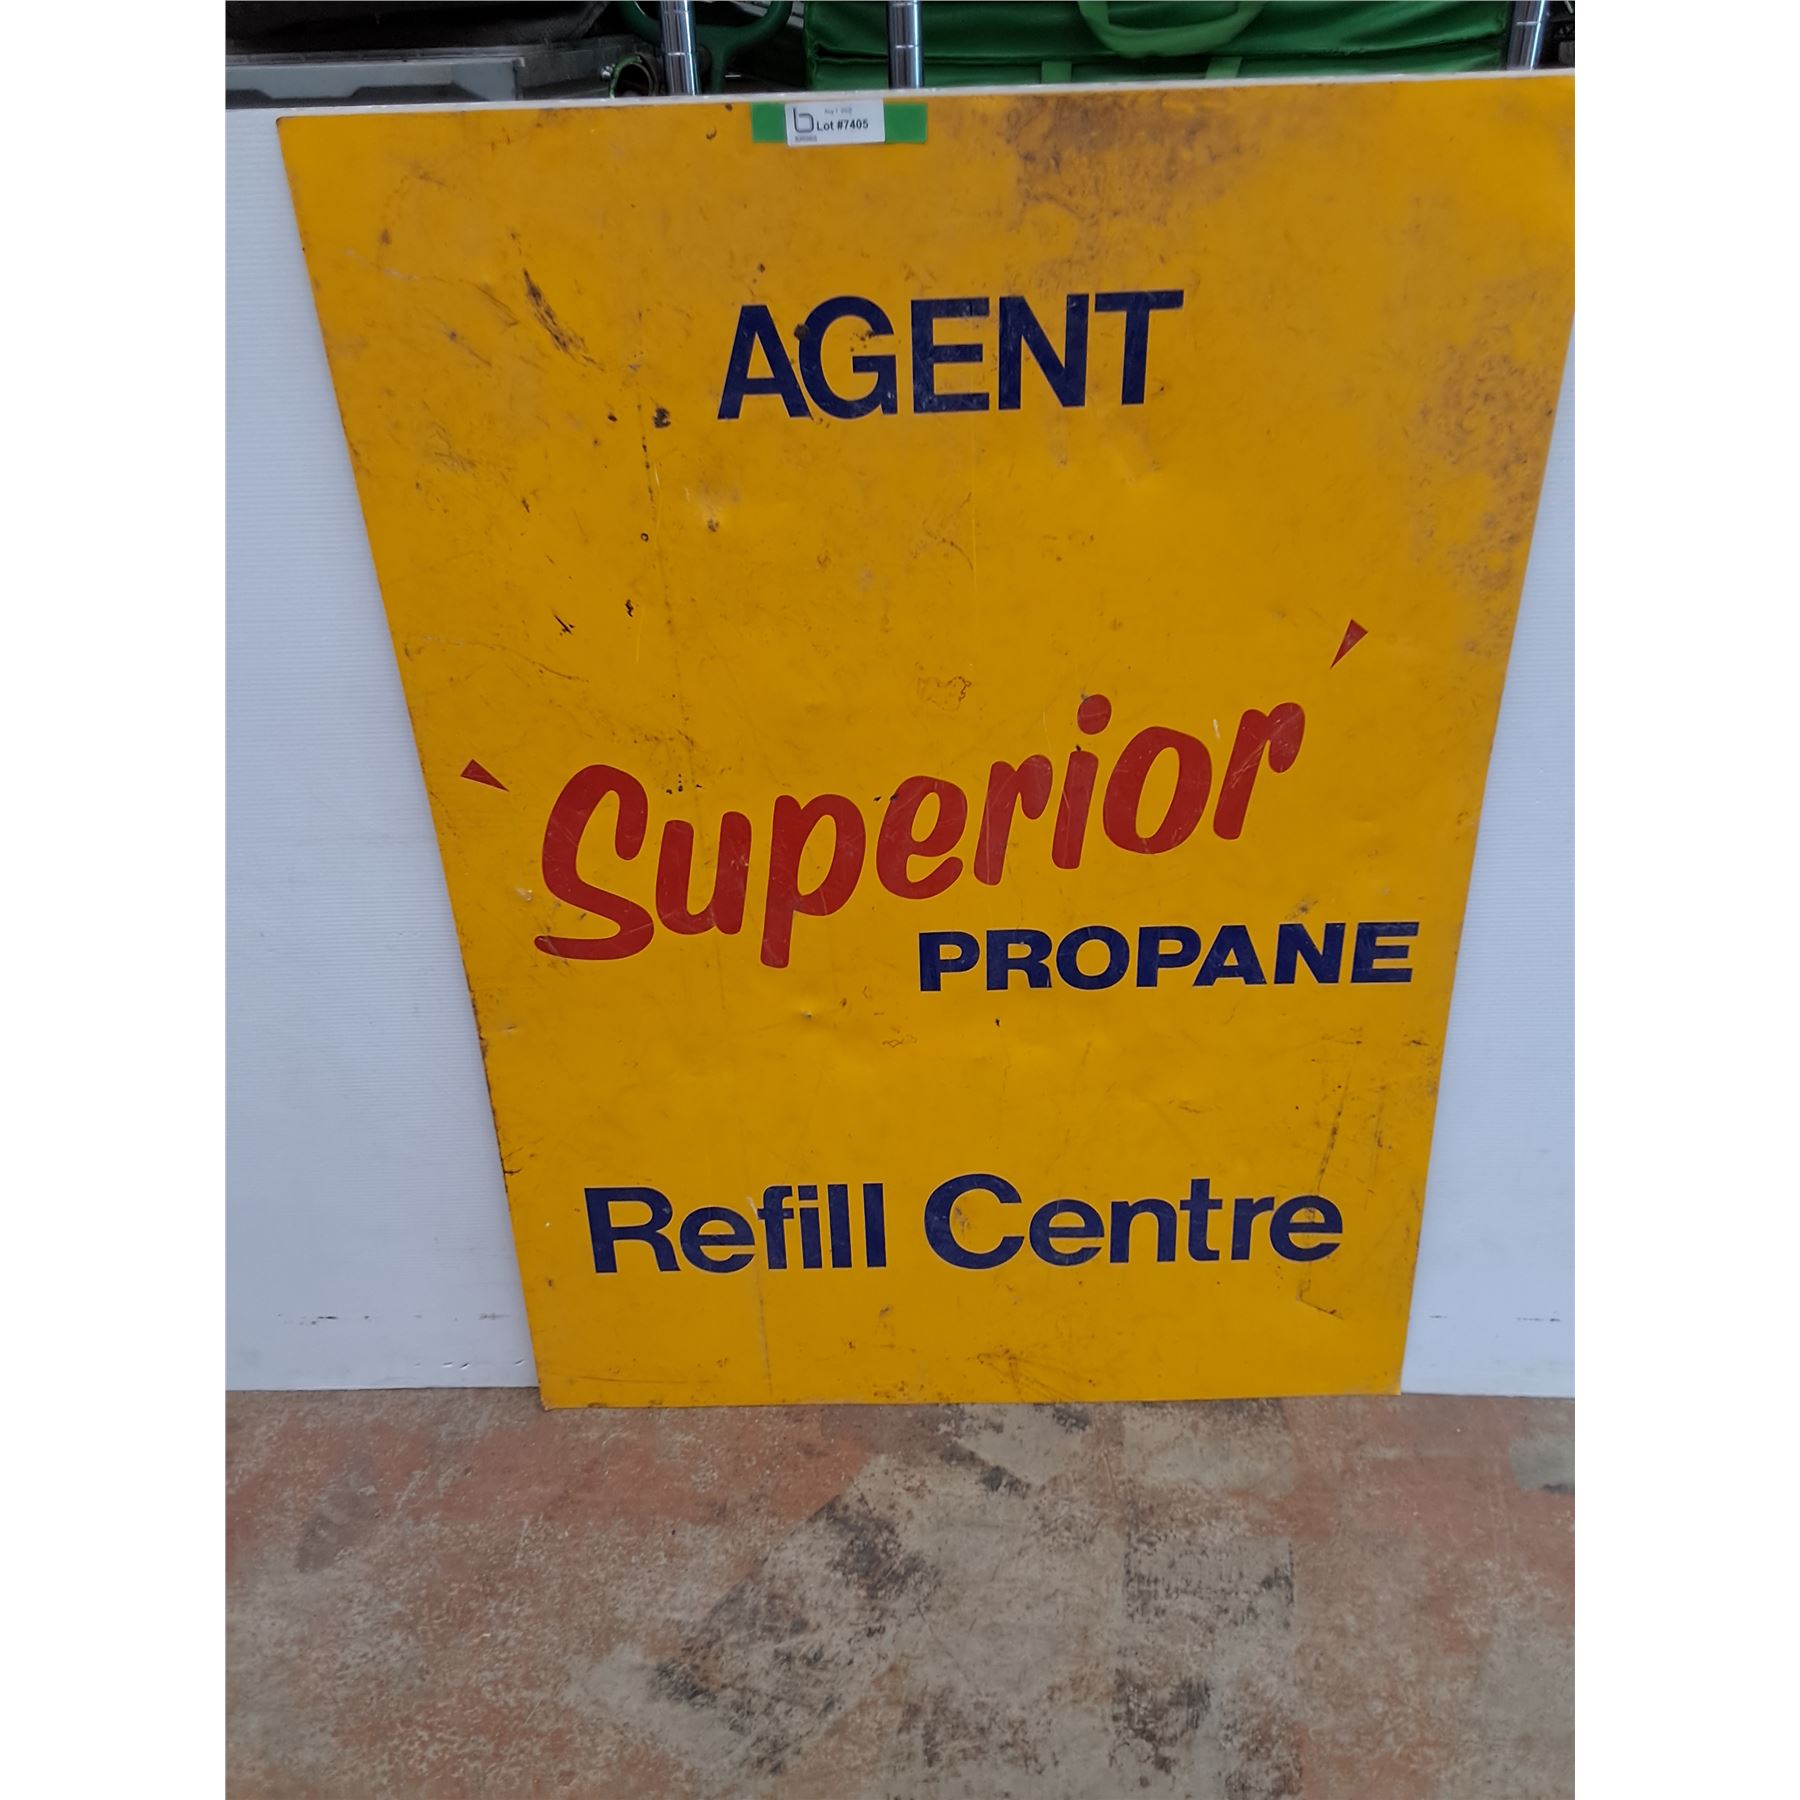 Lot #7405
AGENT
Superior
PROPANE
Refill Centre